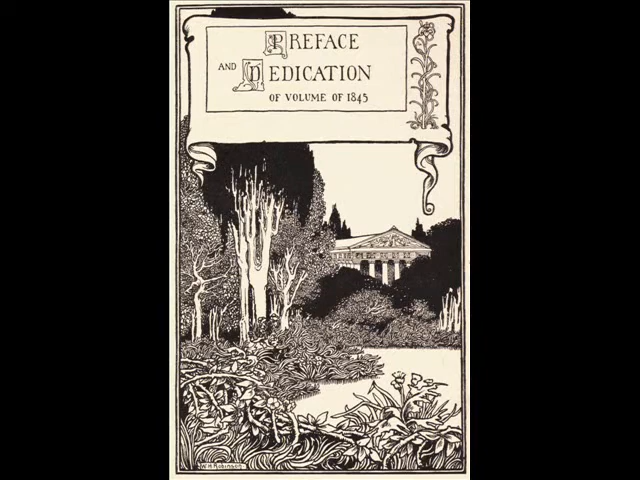 PREFACE
AND DEDICATION
OF VOLUME OF 1845
W. H. ROBINSON